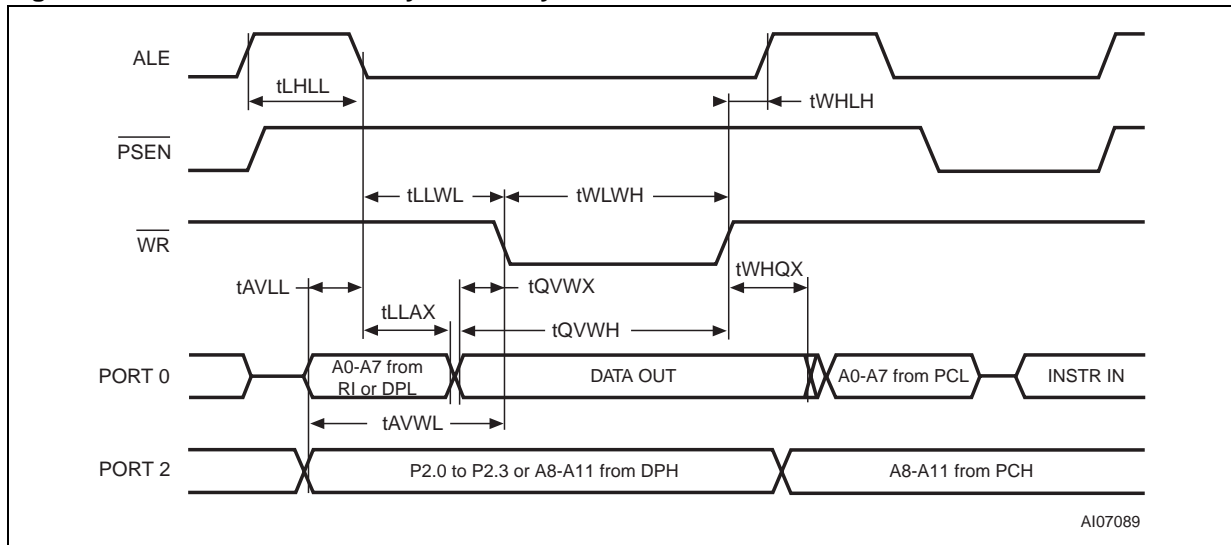 ALE
tLHLL
tWHLH
PSEN
tLLWL
tWLWH
WR
tWHQX
tAVLL
tQVWX
tLLAX
tQVWH
PORT 0
A0-A7 from
RI or DPL
DATA OUT
A0-A7 from PCL
INSTR IN
tAVWL
PORT 2
P2.0 to P2.3 or A8-A11 from DPH
A8-A11 from PCH
AI07089